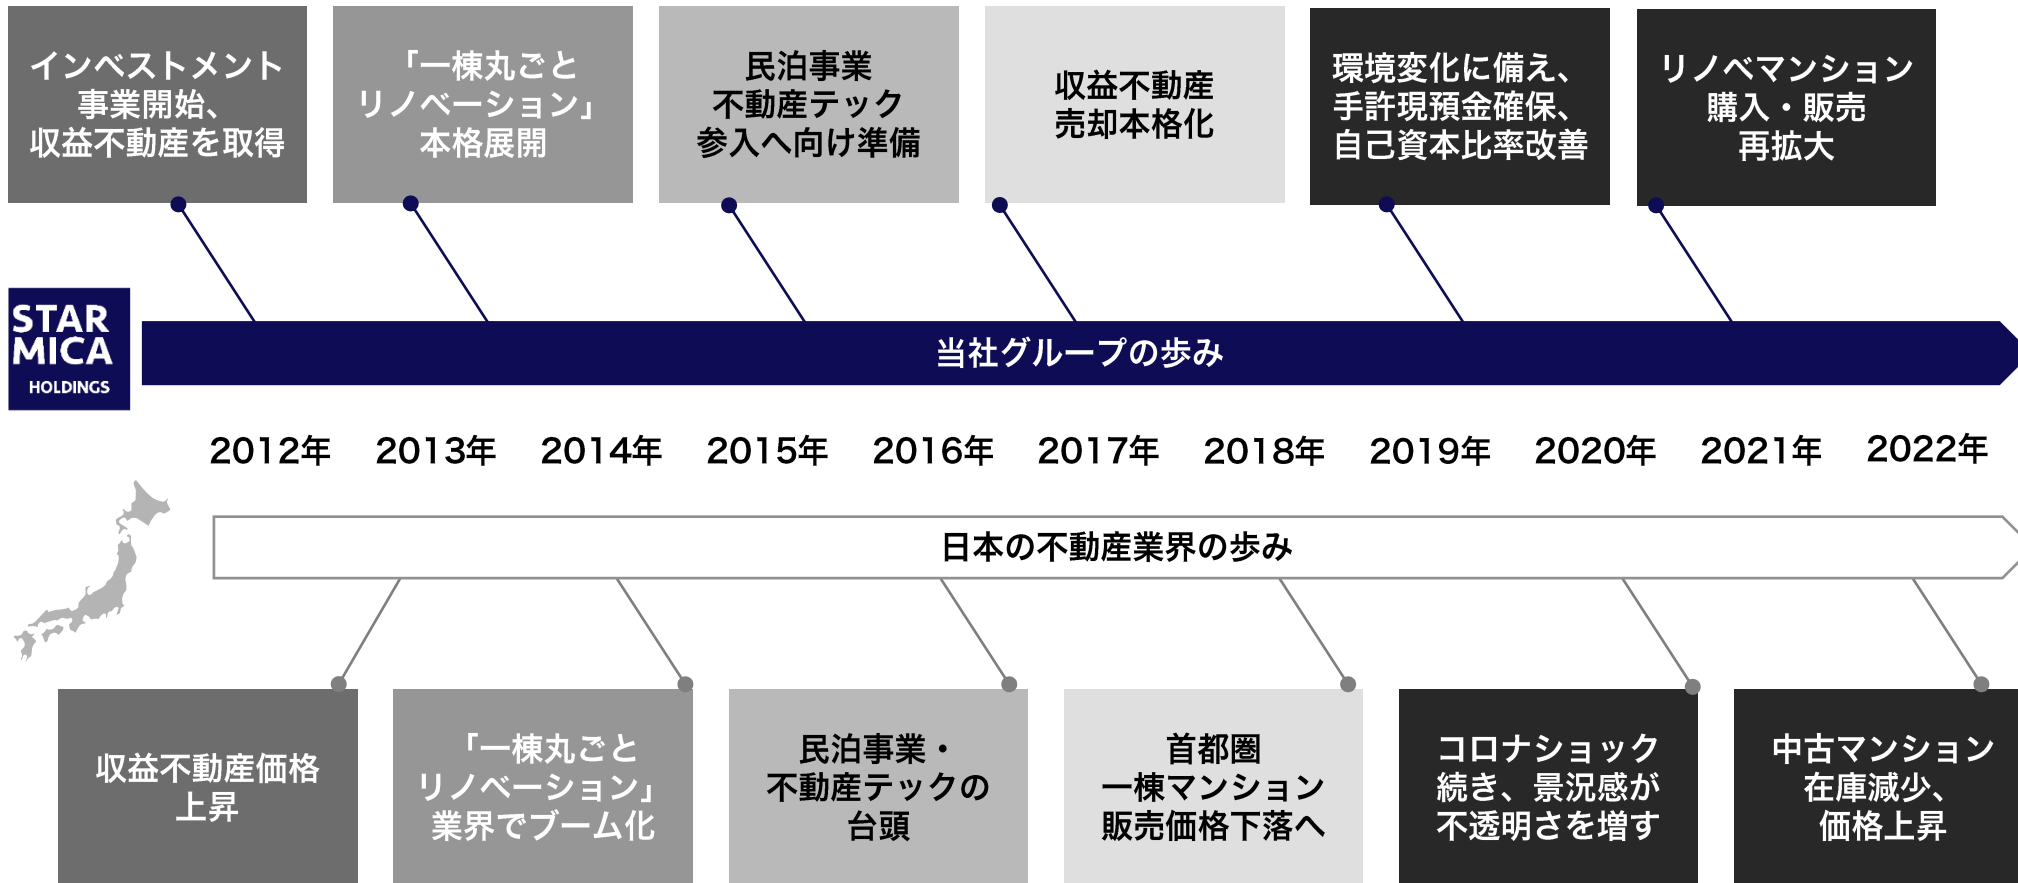 インベストメント
事業開始、
収益不動産を取得
「一棟丸ごと
リノベーション」
本格展開
民泊事業
不動産テック
参入へ向け準備
収益不動産
売却本格化
環境変化に備え、
手許現預金確保、
自己資本比率改善
リノベマンション
購入・販売
再拡大
STAR
MICA
HOLDINGS
当社グループの歩み
2012年 2013年 2014年 2015年 2016年 2017年 2018年 2019年 2020年 2021年 2022年
日本の不動産業界の歩み
収益不動産価格
上昇
「一棟丸ごと
リノベーション」
業界でブーム化
民泊事業・
不動産テックの
台頭
首都圏
一棟マンション
販売価格下落へ
コロナショック
続き、景況感が
不透明さを増す
中古マンション
在庫減少、
価格上昇